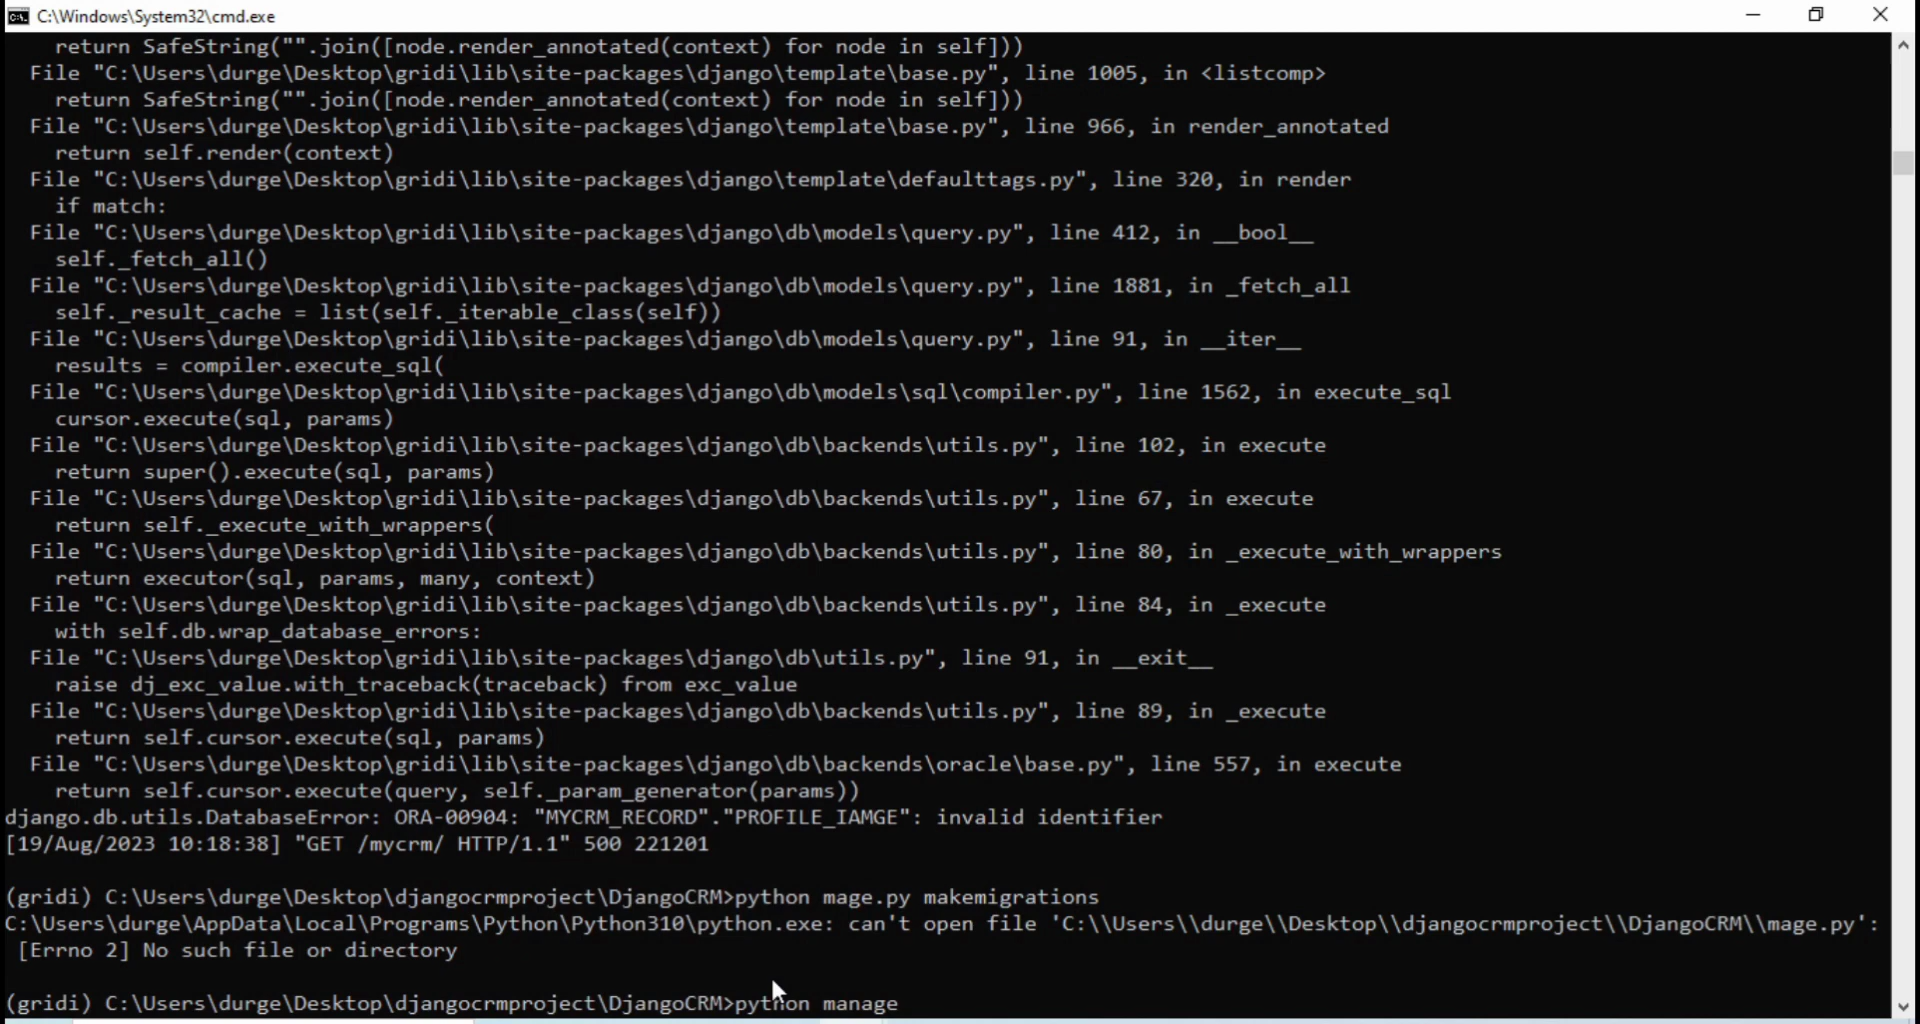 C:\Windows\System32\cmd.exe
return SafeString("".join([node.render_annotated(context) for node in self]))
File "C:\Users\durge\Desktop\gridi\lib\site-packages\django\template\base.py", line 1005, in <listcomp>
return SafeString("".join([node.render_annotated(context) for node in self]))
File "C:\Users\durge\Desktop\gridi\lib\site-packages\django\template\base.py", line 966, in render_annotated
return self.render(context)
File "C:\Users\durge\Desktop\gridi\lib\site-packages\django\template\defaulttags.py", line 320, in render
if match:
File "C:\Users\durge\Desktop\gridi\lib\site-packages\django\db\models\query.py", line 412, in __bool__
self._fetch_all()
File "C:\Users\durge\Desktop\gridi\lib\site-packages\django\db\models\query.py", line 1881, in _fetch_all
self._result_cache = list(self._iterable_class(self))
File "C:\Users\durge\Desktop\gridi\lib\site-packages\django\db\models\query.py", line 91, in __iter__
results = compiler.execute_sql(
File "C:\Users\durge\Desktop\gridi\lib\site-packages\django\db\models\sql\compiler.py", line 1562, in execute_sql
cursor.execute(sql, params)
File "C:\Users\durge\Desktop\gridi\lib\site-packages\django\db\backends\utils.py", line 102, in execute
return super().execute(sql, params)
File "C:\Users\durge\Desktop\gridi\lib\site-packages\django\db\backends\utils.py", line 67, in execute
return self._execute_with_wrappers(
File "C:\Users\durge\Desktop\gridi\lib\site-packages\django\db\backends\utils.py", line 80, in _execute_with_wrappers
return executor(sql, params, many, context)
File "C:\Users\durge\Desktop\gridi\lib\site-packages\django\db\backends\utils.py", line 84, in _execute
with self.db.wrap_database_errors:
File "C:\Users\durge\Desktop\gridi\lib\site-packages\django\db\utils.py", line 91, in __exit__
raise dj_exc_value.with_traceback(traceback) from exc_value
File "C:\Users\durge\Desktop\gridi\lib\site-packages\django\db\backends\utils.py", line 89, in _execute
return self.cursor.execute(sql, params)
File "C:\Users\durge\Desktop\gridi\lib\site-packages\django\db\backends\oracle\base.py", line 557, in execute
return self.cursor.execute(query, self._param_generator(params))
django.db.utils.DatabaseError: ORA-00904: "MYCRM_RECORD"."PROFILE_IAMGE": invalid identifier
[19/Aug/2023 10:18:38] "GET /mycrm/ HTTP/1.1" 500 221201
(gridi) C:\Users\durge\Desktop\djangocrmproject\DjangoCRM>python mage.py makemigrations
C:\Users\durge\AppData\Local\Programs\Python\Python310\python.exe: can't open file 'C:\\Users\\durge\\Desktop\\djangocrmproject\\DjangoCRM\\mage.py':
[Errno 2] No such file or directory
(gridi) C:\Users\durge\Desktop\djangocrmproject\DjangoCRM>python manage